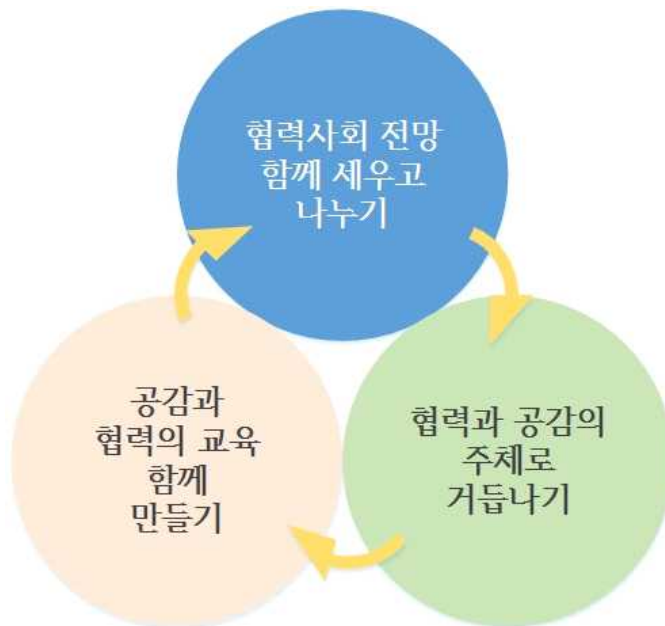 협력사회 전망
함께 세우고
나누기
공감과
협력의 교육
함께
만들기
협력과 공감의
주체로
거듭나기